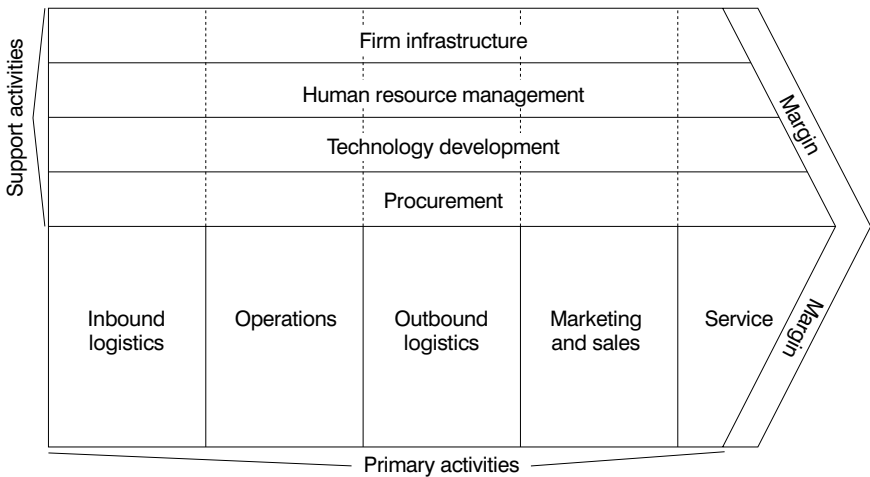 Support activities
Firm infrastructure
Human resource management
Technology development
Procurement
Margin
Inbound
logistics
Operations
Outbound
logistics
Marketing
and sales
Service
Margin
Primary activities